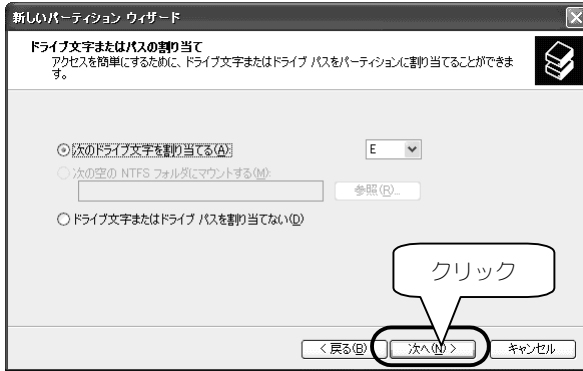 新しいパーティション ウィザード
ドライブ文字またはパスの割り当て
アクセスを簡単にするために、ドライブ文字またはドライブ パスをパーティションに割り当てることができま
す。
次のドライブ文字を割り当てる(A): E
次の空の NTFS フォルダにマウントする(M):
参照(R)...
ドライブ文字またはドライブ パスを割り当てない(D)
クリック
< 戻る(B) 次へ(N) > キャンセル